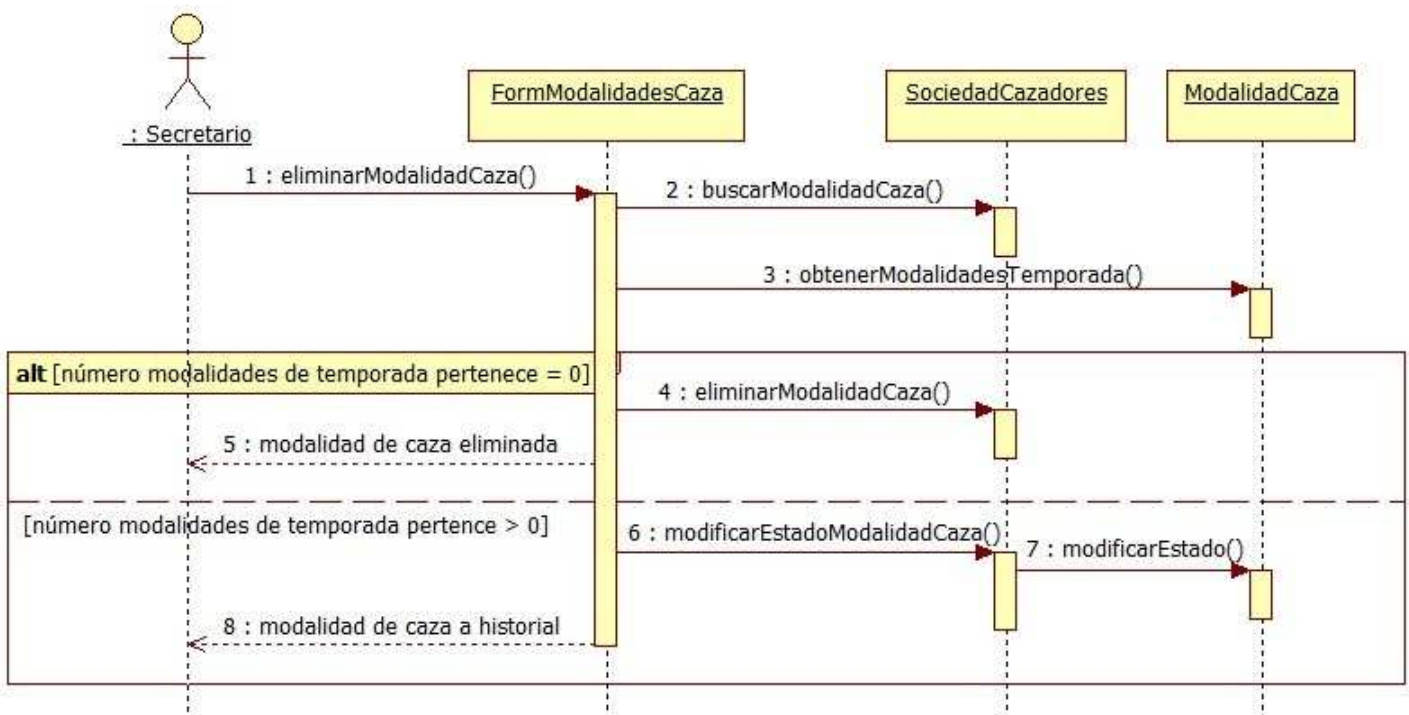 : Secretario
FormModalidadesCaza
SociedadCazadores
ModalidadCaza
1 : eliminarModalidadCaza()
2 : buscarModalidadCaza()
3 : obtenerModalidadesTemporada()
alt [número modalidades de temporada pertenece = 0]
4 : eliminarModalidadCaza()
5 : modalidad de caza eliminada
[número modalidades de temporada pertence > 0]
6 : modificarEstadoModalidadCaza()
7 : modificarEstado()
8 : modalidad de caza a historial